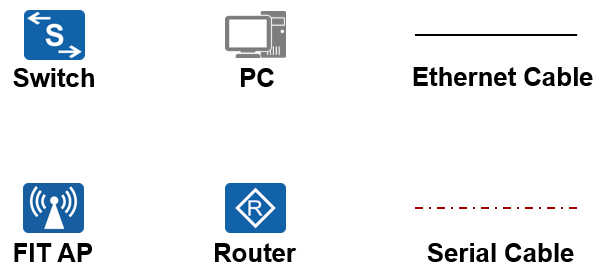 S
Switch
PC
Ethernet Cable
FIT AP
R
Router
Serial Cable